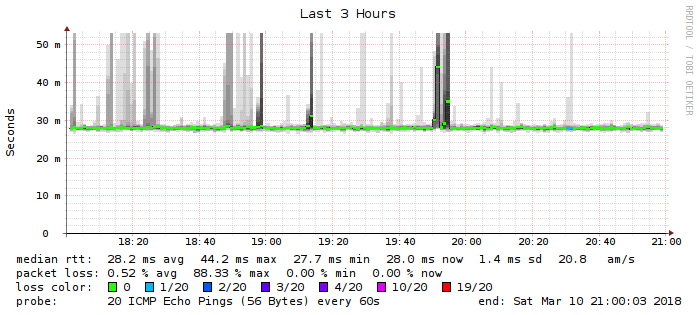 Last 3 Hours
RRDTOOL / TOBI OETIKER
Seconds
50 m
40 m
30 m
20 m
10 m
0
18:20 18:40 19:00 19:20 19:40 20:00 20:20 20:40 21:00
median rtt: 28.2 ms avg 44.2 ms max 27.7 ms min 28.0 ms now 1.4 ms sd 20.8 am/s
packet loss: 0.52 % avg 88.33 % max 0.00 % min 0.00 % now
loss color: 0 1/20 2/20 3/20 4/20 10/20 19/20
probe: 20 ICMP Echo Pings (56 Bytes) every 60s end: Sat Mar 10 21:00:03 2018